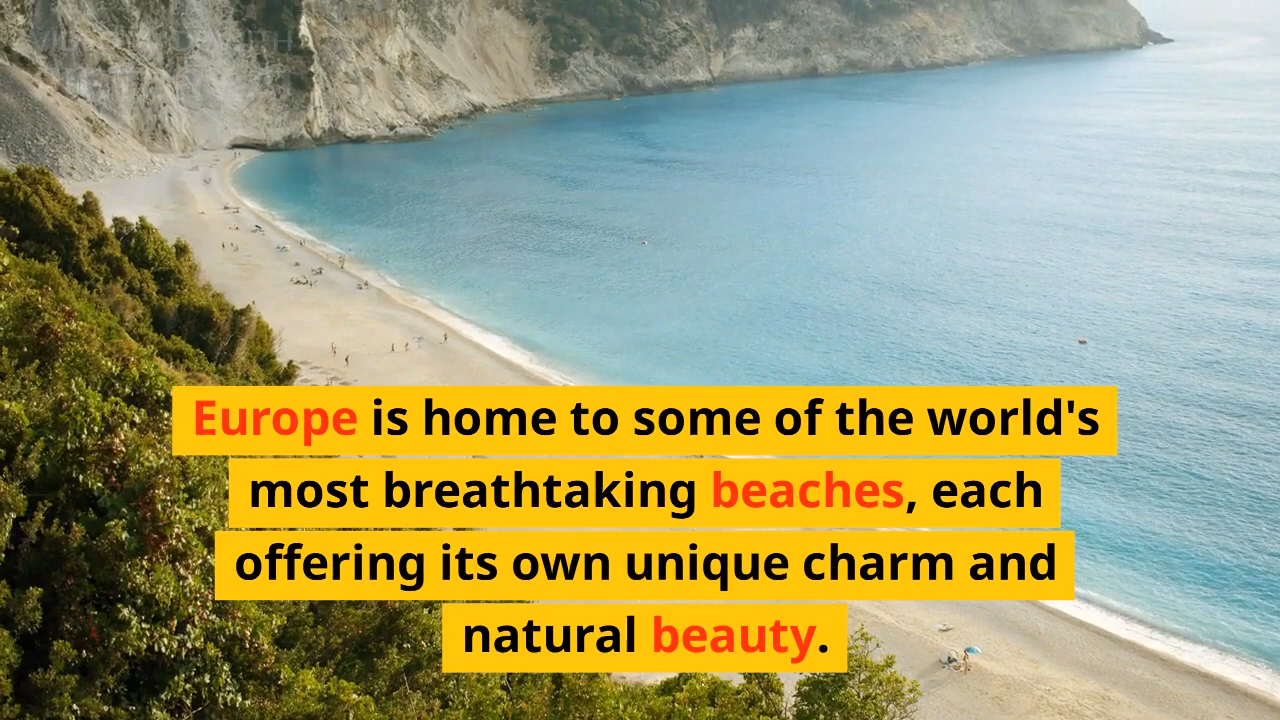 Europe is home to some of the world's
most breathtaking beaches, each
offering its own unique charm and
natural beauty.